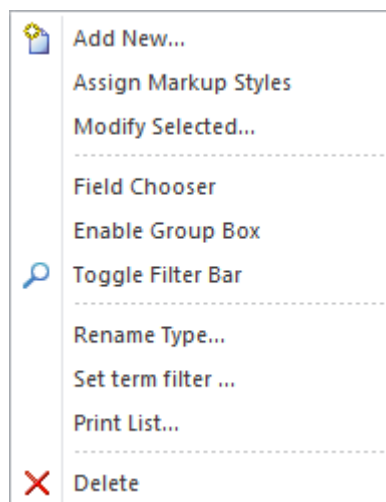 Add New...
Assign Markup Styles
Modify Selected...
Field Chooser
Enable Group Box
Toggle Filter Bar
Rename Type...
Set term filter ...
Print List...
Delete